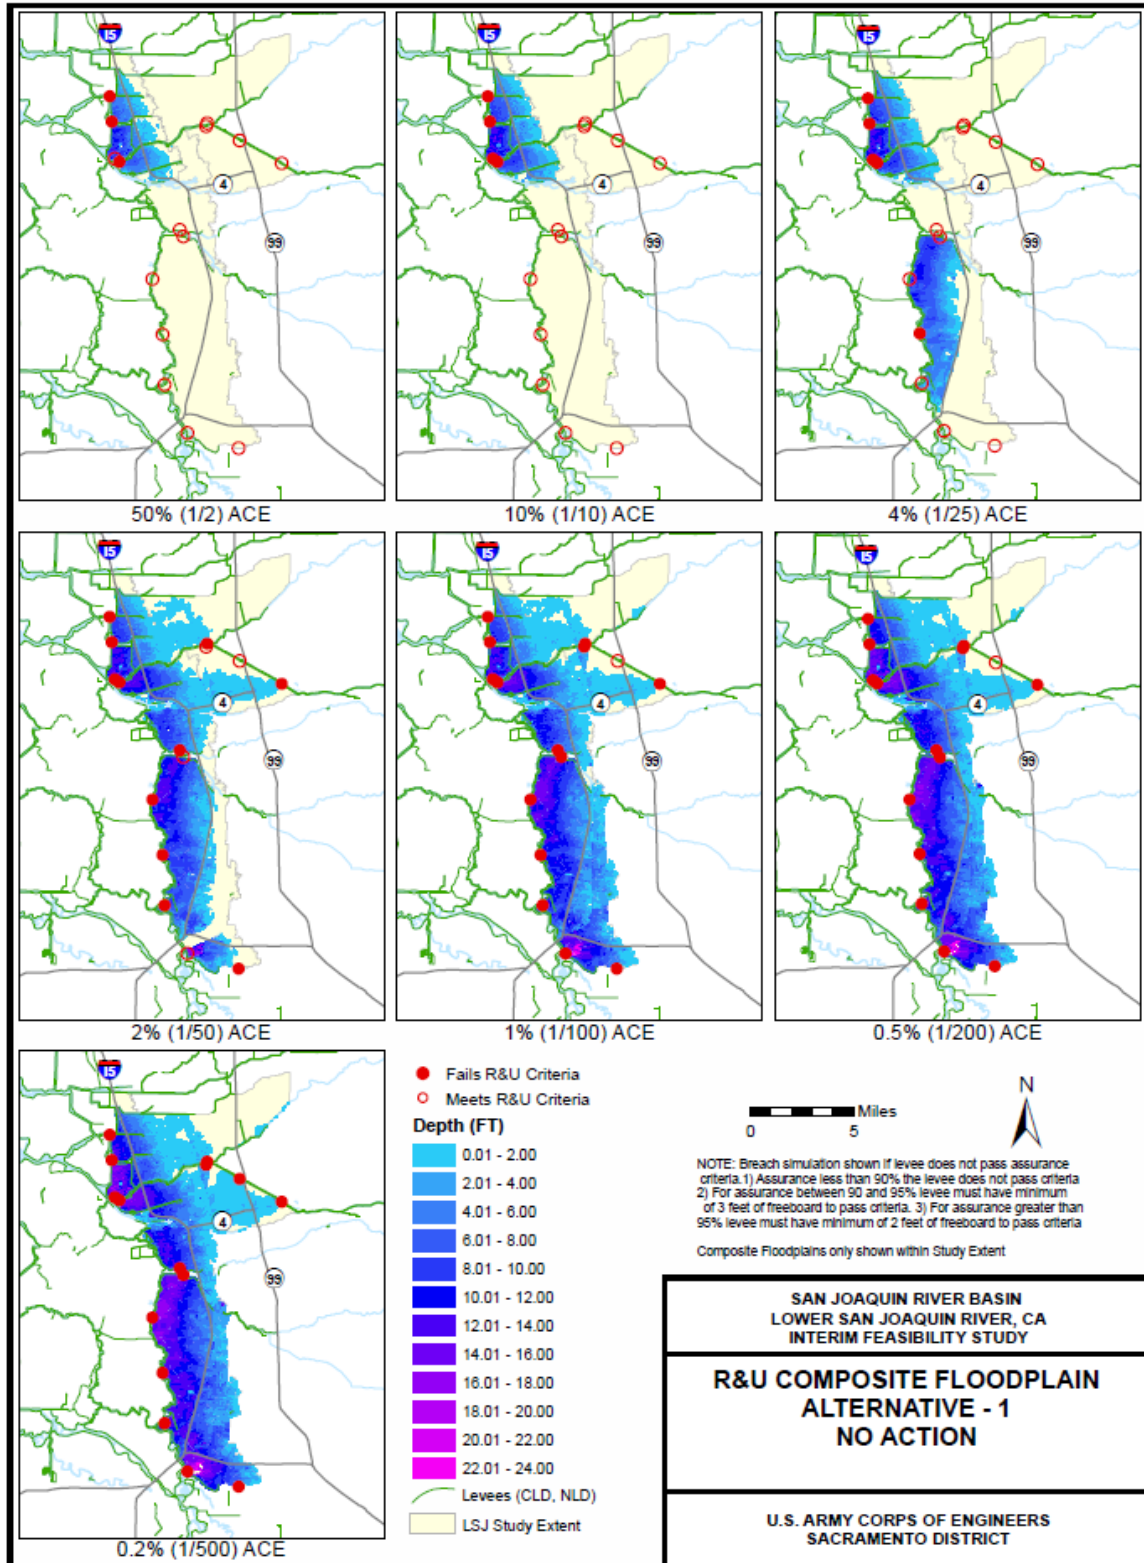 15
15
15
4
4
4
99
99
99
50% (1/2) ACE
10% (1/10) ACE
4% (1/25) ACE
15
15
15
4
4
4
99
99
99
2% (1/50) ACE
1% (1/100) ACE
0.5% (1/200) ACE
15
4
99
0.2% (1/500) ACE
Fails R&U Criteria
Meets R&U Criteria
Depth (FT)
0.01 - 2.00
2.01 - 4.00
4.01 - 6.00
6.01 - 8.00
8.01 - 10.00
10.01 - 12.00
12.01 - 14.00
14.01 - 16.00
16.01 - 18.00
18.01 - 20.00
20.01 - 22.00
22.01 - 24.00
Levees (CLD, NLD)
LSJ Study Extent
N
Miles
0 5
NOTE: Breach simulation shown if levee does not pass assurance
criteria.1) Assurance less than 90% the levee does not pass criteria
2) For assurance between 90 and 95% levee must have minimum
of 3 feet of freeboard to pass criteria. 3) For assurance greater than
95% levee must have minimum of 2 feet of freeboard to pass criteria
Composite Floodplains only shown within Study Extent
SAN JOAQUIN RIVER BASIN
LOWER SAN JOAQUIN RIVER, CA
INTERIM FEASIBILITY STUDY
R&U COMPOSITE FLOODPLAIN
ALTERNATIVE - 1
NO ACTION
U.S. ARMY CORPS OF ENGINEERS
SACRAMENTO DISTRICT